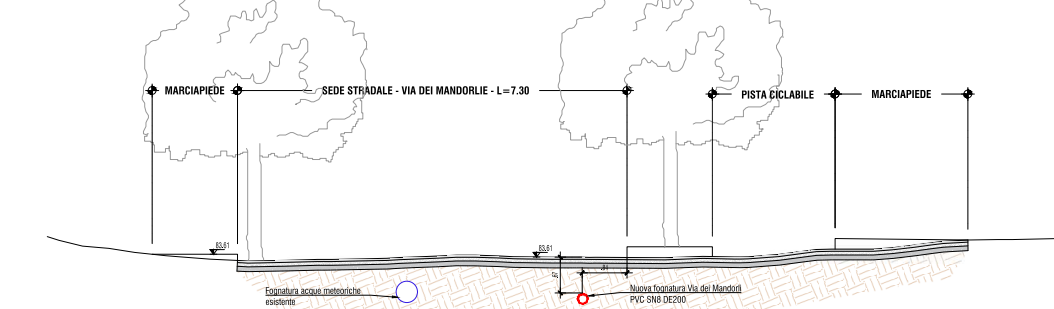 MARCIAPIEDE
SEDE STRADALE - VIA DEI MANDORLIE - L=7.30
PISTA CICLABILE
MARCIAPIEDE
83.61
83.61
Fognatura acque meteoriche
esistente
Nuova fognatura Via dei Mandorli
PVC SN8 DE200